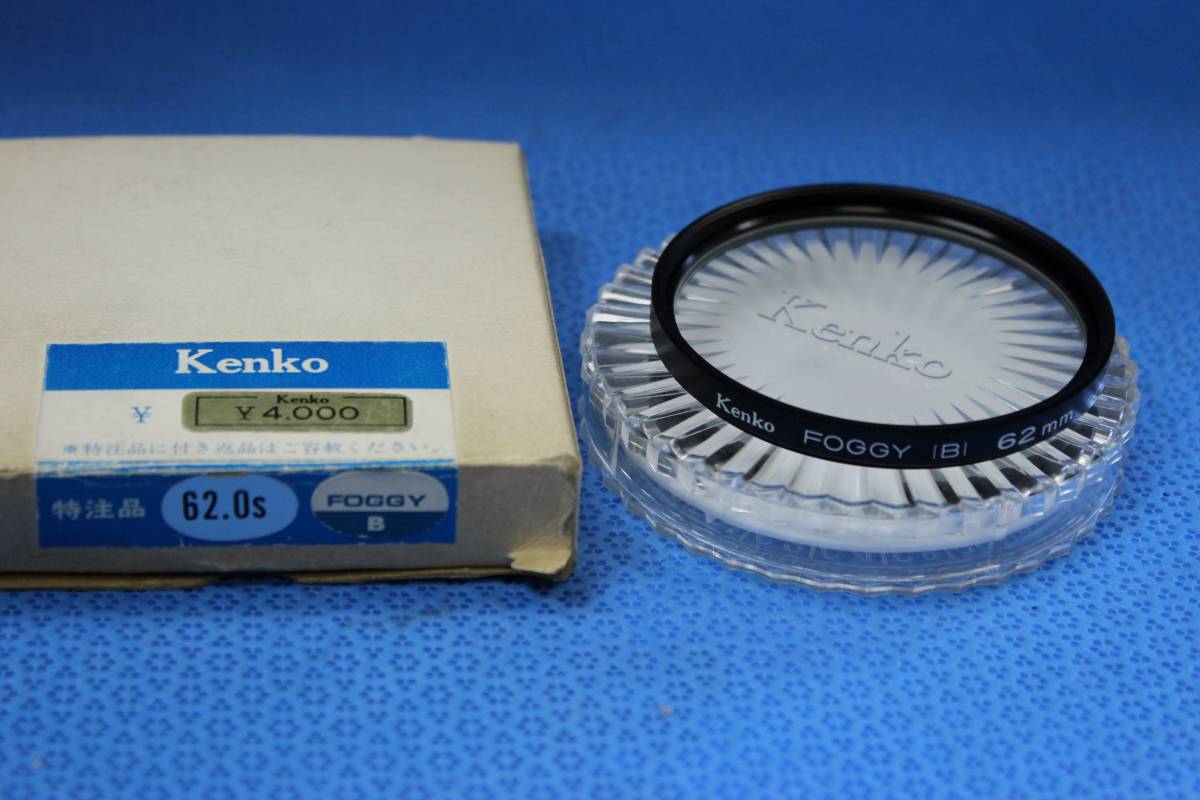 Kenko
¥
Kenko
¥4.000
※特注品に付き返品はご容赦ください。
特注品
62.0s
FOGGY
B
Kenko
Kenko FOGGY (B) 62mm